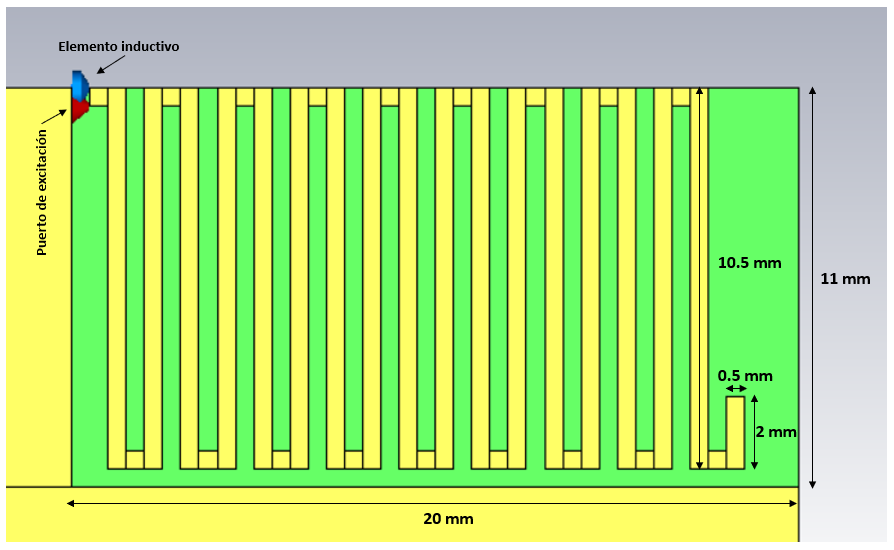 Elemento inductivo
Puerto de excitación
10.5 mm
11 mm
0.5 mm
2 mm
20 mm